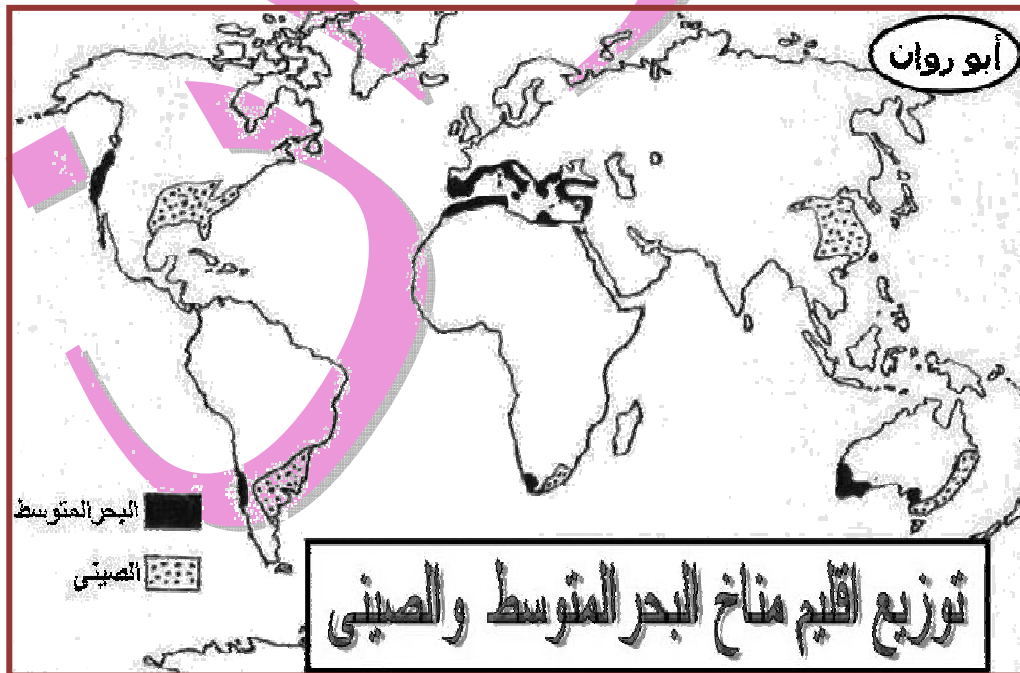 أبو روان
البحر المتوسط
الصينى
توزيع اقليم مناخ البحر المتوسط والصينى